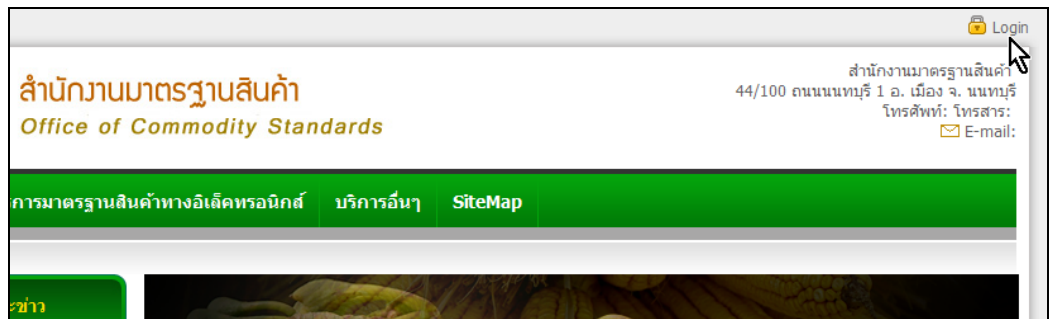 Login
สำนักงานมาตรฐานสินค้า
Office of Commodity Standards
สำนักงานมาตรฐานสินค้า
44/100 ถนนนนทบุรี 1 อ. เมือง จ. นนทบุรี
โทรศัพท์: โทรสาร:
E-mail:
การมาตรฐานสินค้าทางอิเล็คทรอนิกส์ บริการอื่นๆ SiteMap
ะข่าว